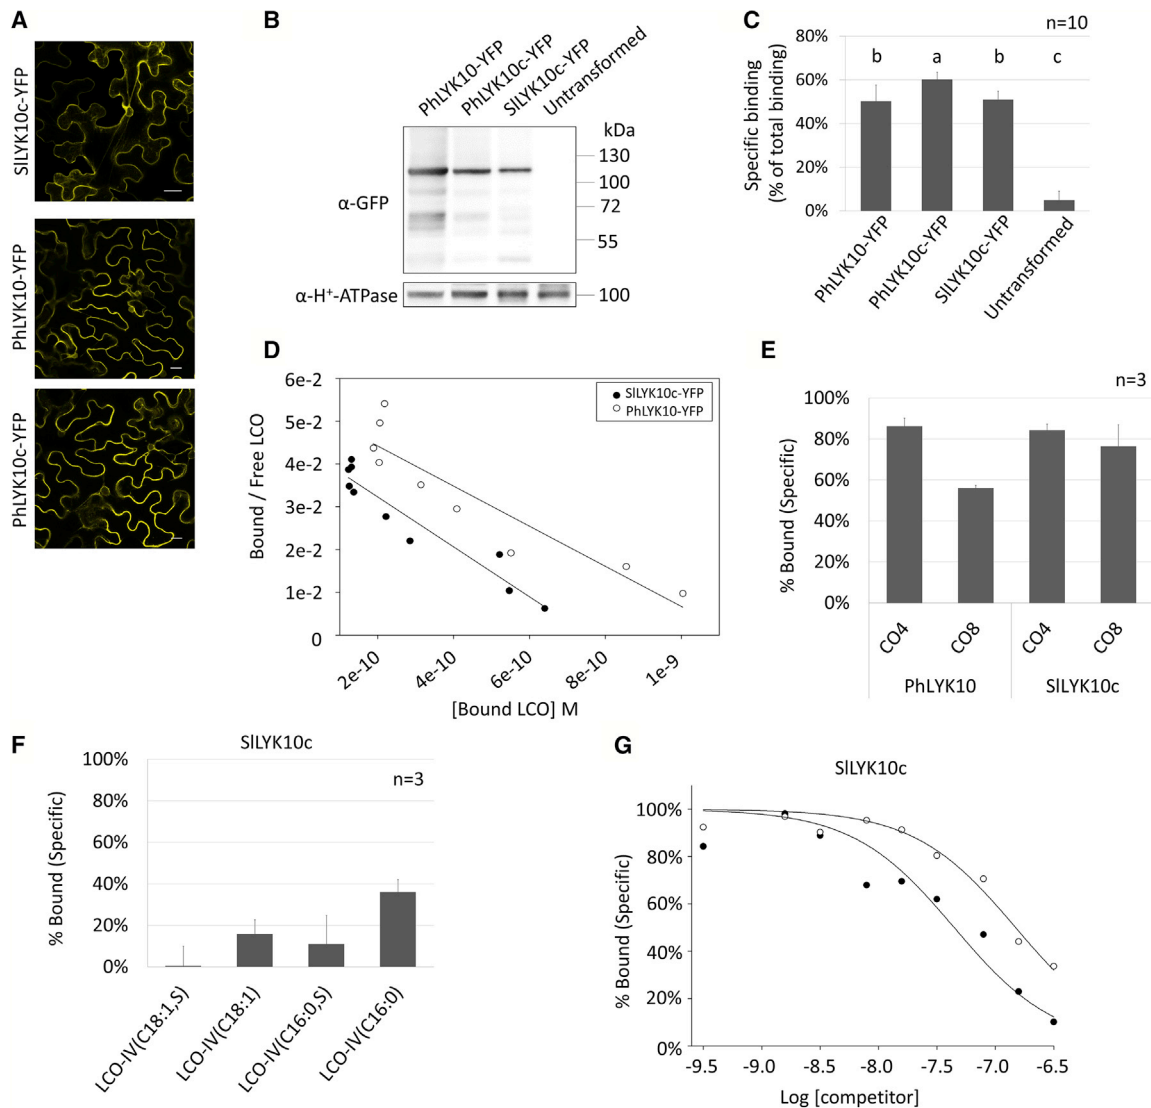 A
SlLYK10c-YFP
PhLYK10-YFP
PhLYK10c-YFP
B
PhLYK10-YFP
PhLYK10c-YFP
SlLYK10c-YFP
Untransformed
kDa
130
100
72
55
α-GFP
α-H⁺-ATPase
100
C
n=10
Specific binding
(% of total binding)
80%
60%
40%
20%
0%
b
a
b
c
PhLYK10-YFP
PhLYK10c-YFP
SlLYK10c-YFP
Untransformed
D
Bound / Free LCO
6e-2
5e-2
4e-2
3e-2
2e-2
1e-2
0
SlLYK10c-YFP
PhLYK10-YFP
2e-10
4e-10
6e-10
8e-10
1e-9
[Bound LCO] M
E
n=3
% Bound (Specific)
100%
80%
60%
40%
20%
0%
CO4
CO8
CO4
CO8
PhLYK10
SlLYK10c
F
SlLYK10c
n=3
% Bound (Specific)
100%
80%
60%
40%
20%
0%
LCO-IV(C18:1,S)
LCO-IV(C18:1)
LCO-IV(C16:0,S)
LCO-IV(C16:0)
G
SlLYK10c
% Bound (Specific)
100%
80%
60%
40%
20%
0%
-9.5
-9.0
-8.5
-8.0
-7.5
-7.0
-6.5
Log [competitor]